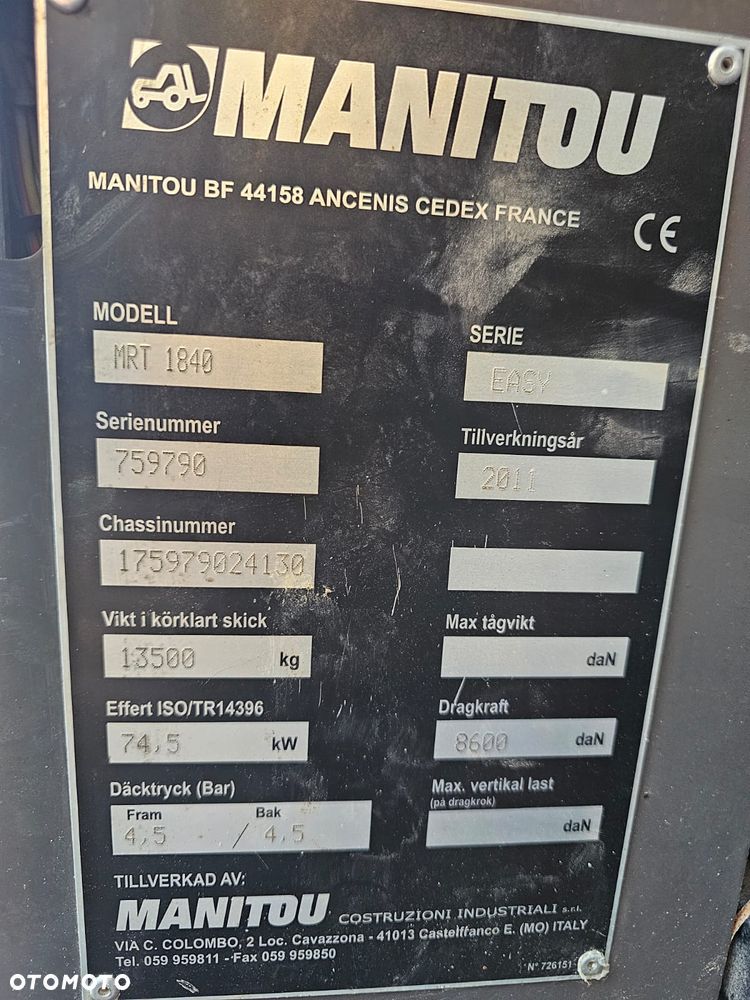 MANITOU
MANITOU BF 44158 ANCENIS CEDEX FRANCE
CE
MODELL
MRT 1840
SERIE
EASY
Serienummer
759790
Tillverkningsår
2011
Chassinummer
175979024130
Vikt i körklart skick
13500 kg
Max tågvikt
daN
Effert ISO/TR14396
74,5 kW
Dragkraft
8600 daN
Däcktryck (Bar)
Fram Bak
4,5 / 4,5
Max. vertikal last
(på dragkrok)
daN
TILLVERKAD AV:
MANITOU COSTRUZIONI INDUSTRIALI s.r.l.
VIA C. COLOMBO, 2 Loc. Cavazzona - 41013 Castelfranco E. (MO) ITALY
Tel. 059 959811 - Fax 059 959850
N° 726151
OTOMOTO